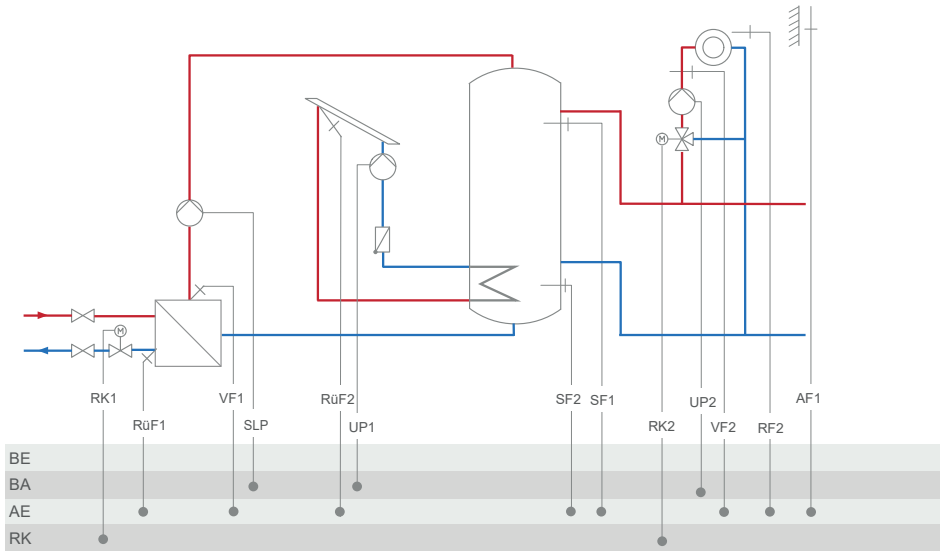 M
M
RK1
VF1
RüF2
SF2
SF1
UP2
AF1
RüF1
SLP
UP1
RK2
VF2
RF2
BE
BA
AE
RK